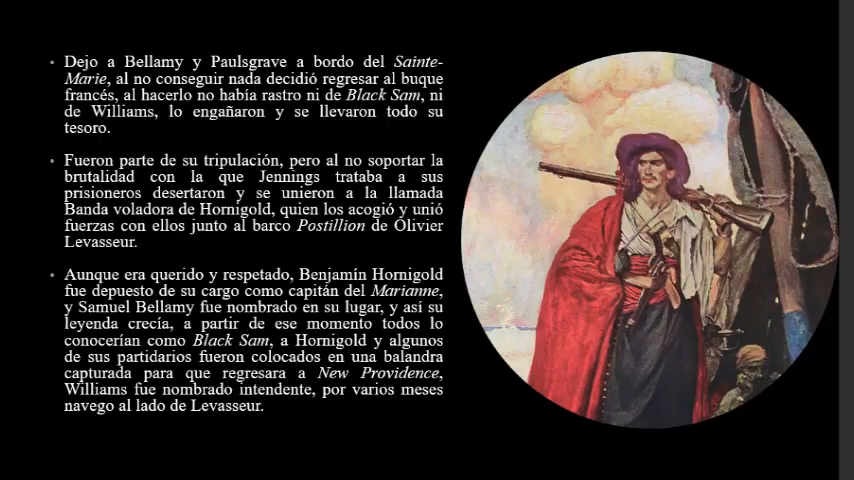 Dejo a Bellamy y Paulsgrave a bordo del Sainte-
Marie, al no conseguir nada decidió regresar al buque
francés, al hacerlo no había rastro ni de Black Sam, ni
de Williams, lo engañaron y se llevaron todo su
tesoro.
Fueron parte de su tripulación, pero al no soportar la
brutalidad con la que Jennings trataba a sus
prisioneros desertaron y se unieron a la llamada
Banda voladora de Hornigold, quien los acogió y unió
fuerzas con ellos junto al barco Postillion de Olivier
Levasseur.
Aunque era querido y respetado, Benjamín Hornigold
fue depuesto de su cargo como capitán del Marianne,
y Samuel Bellamy fue nombrado en su lugar, y así su
leyenda crecía, a partir de ese momento todos lo
conocerían como Black Sam, a Hornigold y algunos
de sus partidarios fueron colocados en una balandra
capturada para que regresara a New Providence,
Williams fue nombrado intendente, por varios meses
navego al lado de Levasseur.